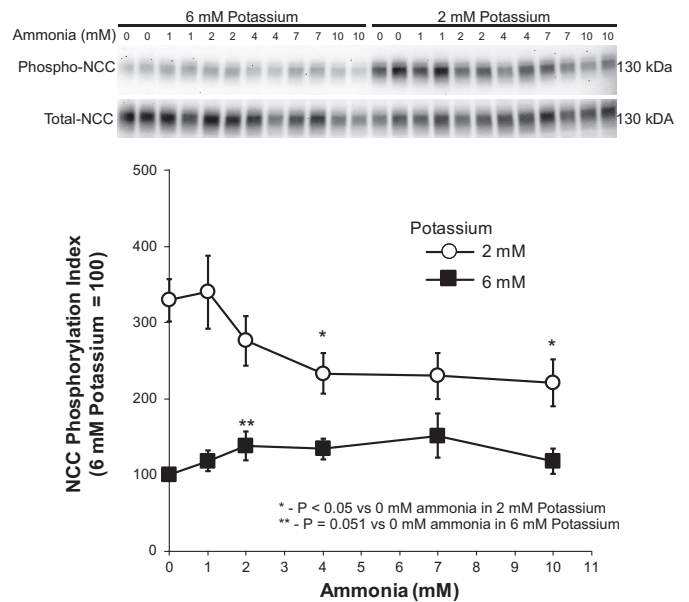 6 mM Potassium 2 mM Potassium
Ammonia (mM) 0 0 1 1 2 2 4 4 7 7 10 10 0 0 1 1 2 2 4 4 7 7 10 10
Phospho-NCC 130 kDa
Total-NCC 130 kDA
500
400
300
200
100
0
NCC Phosphorylation Index
(6 mM Potassium = 100)
Potassium
2 mM
6 mM
*
*
**
* - P < 0.05 vs 0 mM ammonia in 2 mM Potassium
** - P = 0.051 vs 0 mM ammonia in 6 mM Potassium
0 1 2 3 4 5 6 7 8 9 10 11
Ammonia (mM)